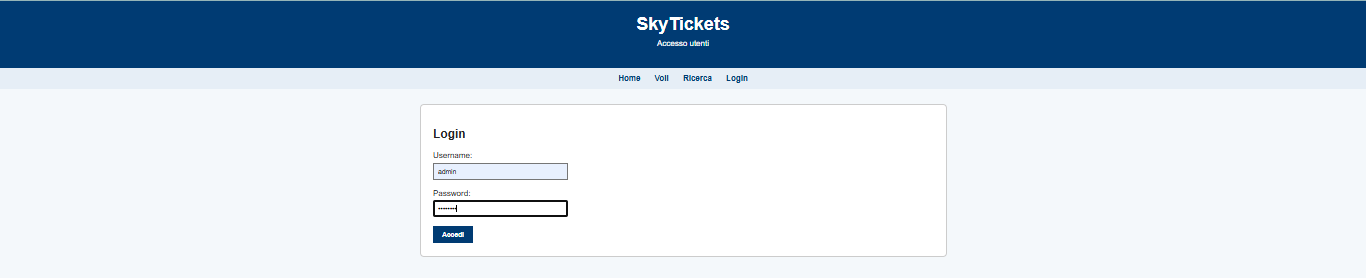 SkyTickets
Accesso utenti
Home Voli Ricerca Login
Login
Username:
admin
Password:
••••••••
Accedi